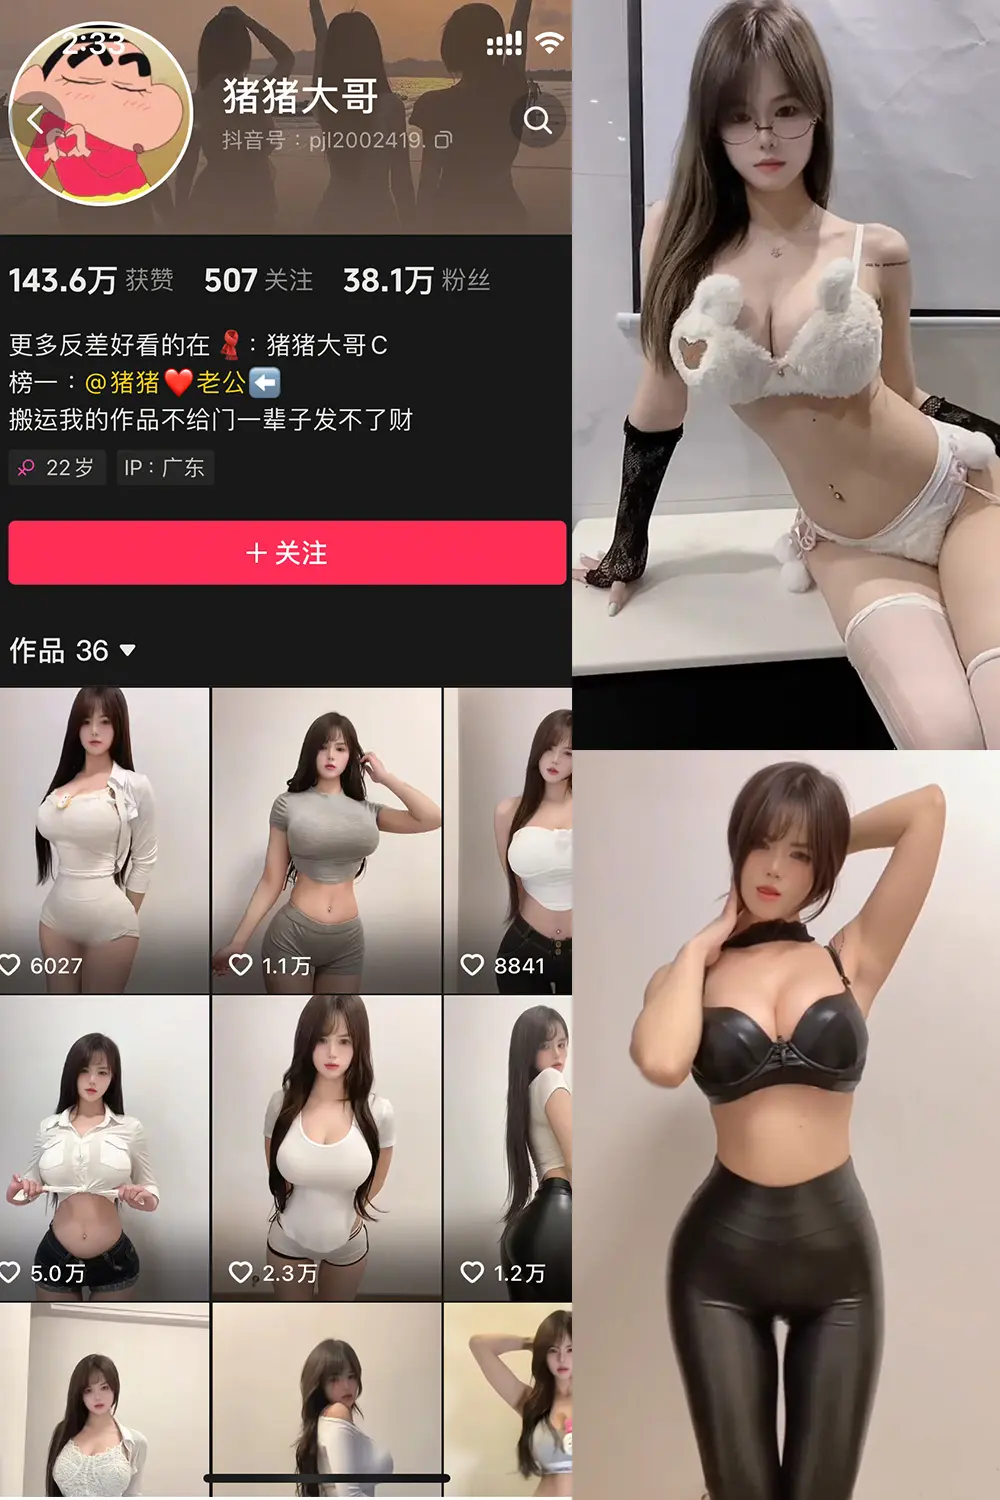 2:33
猪猪大哥
抖音号：pjl2002419.
143.6万 获赞 507 关注 38.1万 粉丝
更多反差好看的在🧣：猪猪大哥C
榜一：@猪猪❤️老公⬅️
搬运我的作品不给门一辈子发不了财
♀ 22岁 IP：广东
+ 关注
作品 36 ▼
6027
1.1万
8841
5.0万
2.3万
1.2万